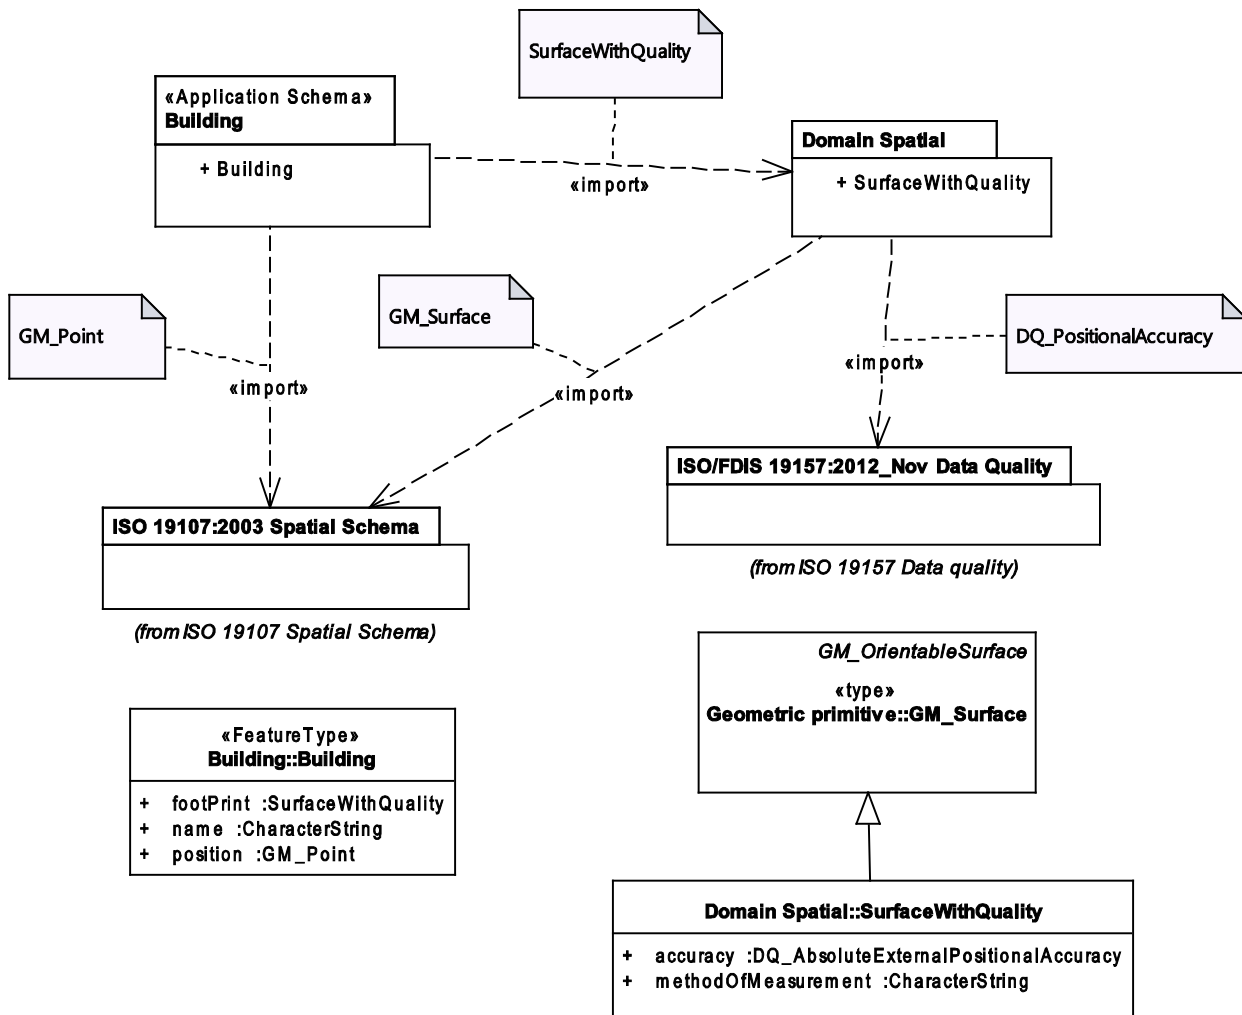 SurfaceWithQuality
«Application Schema»
Building
+ Building
Domain Spatial
+ SurfaceWithQuality
«import»
GM_Point
GM_Surface
DQ_PositionalAccuracy
«import»
«import»
«import»
ISO/FDIS 19157:2012_Nov Data Quality
(from ISO 19157 Data quality)
ISO 19107:2003 Spatial Schema
(from ISO 19107 Spatial Schema)
GM_OrientableSurface
«type»
Geometric primitive::GM_Surface
«FeatureType»
Building::Building
+ footPrint :SurfaceWithQuality
+ name :CharacterString
+ position :GM_Point
Domain Spatial::SurfaceWithQuality
+ accuracy :DQ_AbsoluteExternalPositionalAccuracy
+ methodOfMeasurement :CharacterString